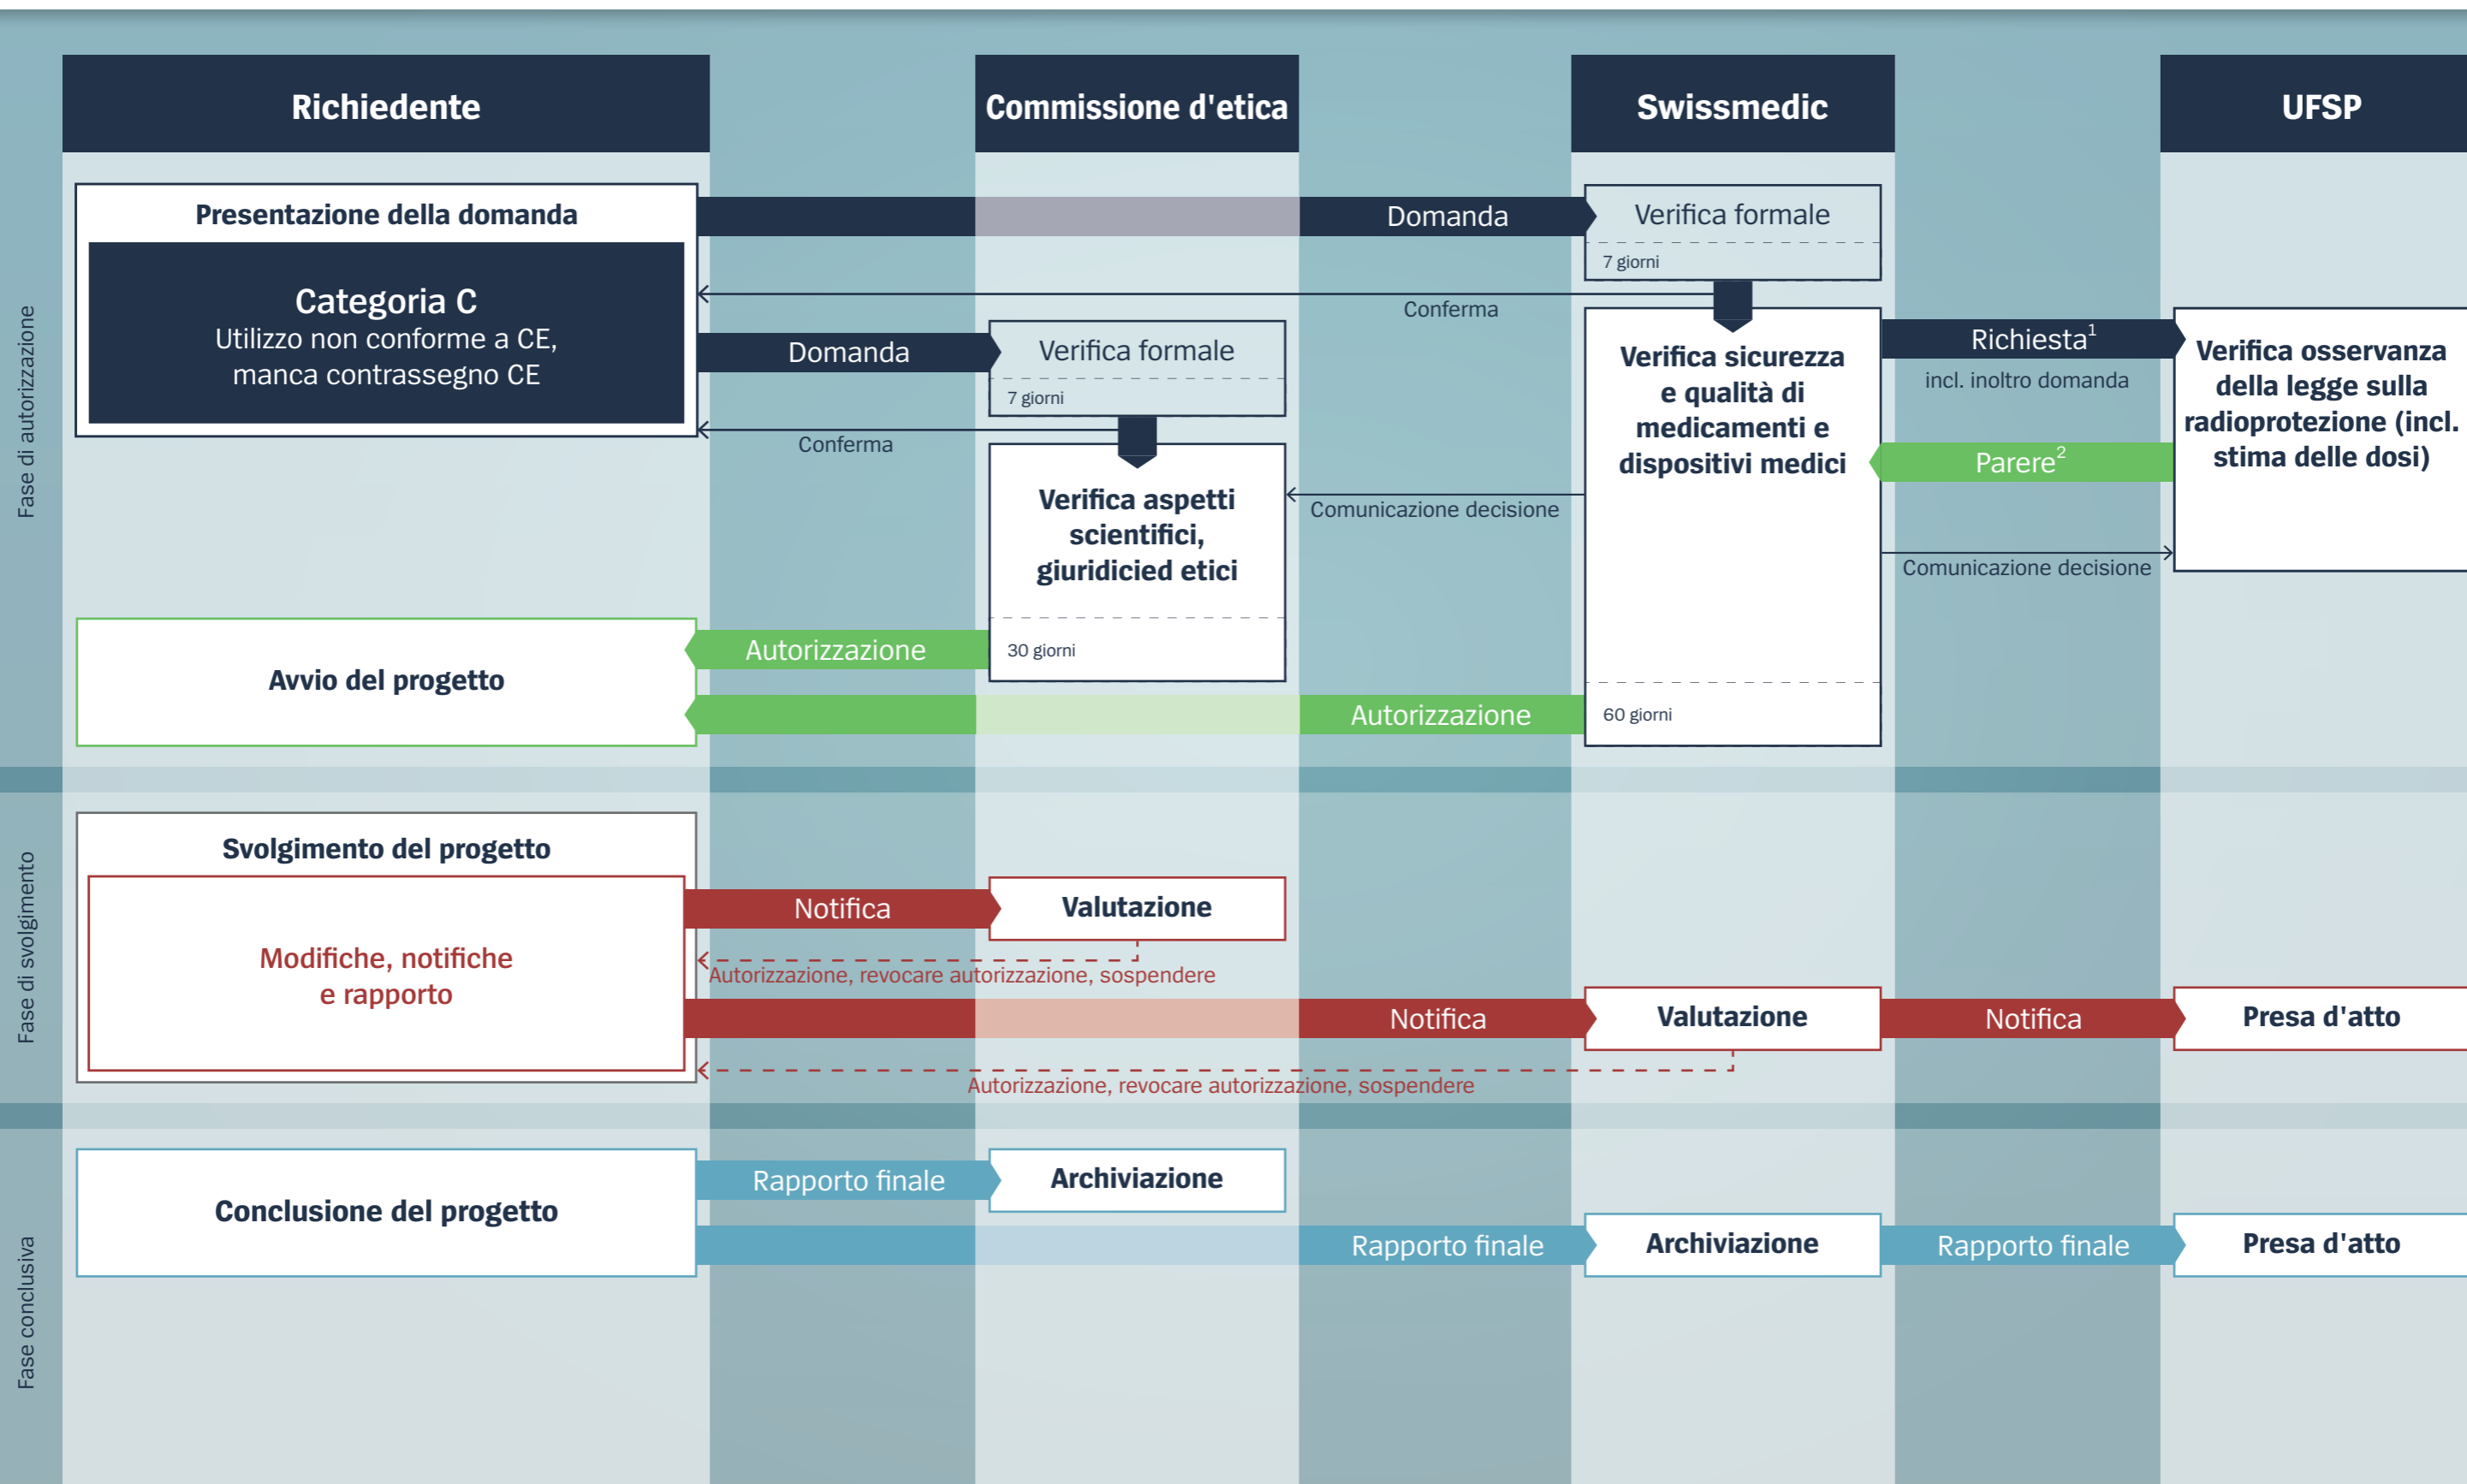 Richiedente
Commissione d'etica
Swissmedic
UFSP
Fase di autorizzazione
Presentazione della domanda
Categoria C
Utilizzo non conforme a CE,
manca contrassegno CE
Domanda
Verifica formale
7 giorni
Conferma
Domanda
Verifica formale
7 giorni
Conferma
Verifica sicurezza
e qualità di
medicamenti e
dispositivi medici
60 giorni
Richiesta¹
incl. inoltro domanda
Verifica osservanza
della legge sulla
radioprotezione (incl.
stima delle dosi)
Parere²
Comunicazione decisione
Comunicazione decisione
Verifica aspetti
scientifici,
giuridicied etici
30 giorni
Autorizzazione
Autorizzazione
Avvio del progetto
Fase di svolgimento
Svolgimento del progetto
Modifiche, notifiche
e rapporto
Notifica
Valutazione
Autorizzazione, revocare autorizzazione, sospendere
Notifica
Valutazione
Notifica
Presa d'atto
Autorizzazione, revocare autorizzazione, sospendere
Fase conclusiva
Conclusione del progetto
Rapporto finale
Archiviazione
Rapporto finale
Archiviazione
Rapporto finale
Presa d'atto